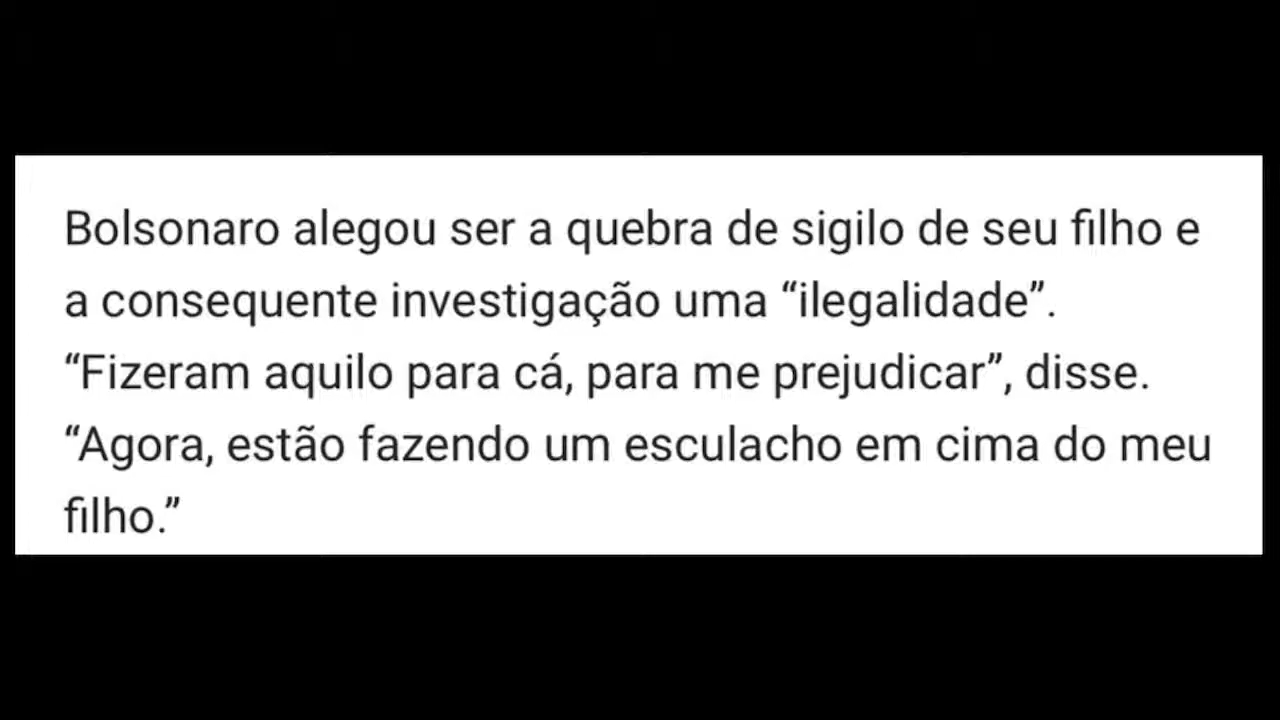 Bolsonaro alegou ser a quebra de sigilo de seu filho e
a consequente investigação uma “ilegalidade”.
“Fizeram aquilo para cá, para me prejudicar”, disse.
“Agora, estão fazendo um esculacho em cima do meu
filho.”